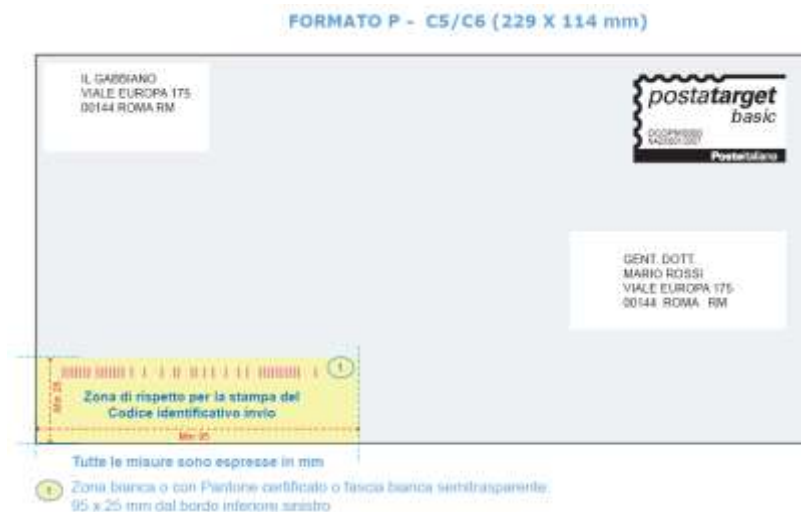 FORMATO P - C5/C6 (229 X 114 mm)
IL GABBIANO
VIALE EUROPA 175
00144 ROMA RM
postatarget
basic
Posteitaliane
GENT. DOTT.
MARIO ROSSI
VIALE EUROPA 175
00144 ROMA RM
1
Zona di rispetto per la stampa del
Codice identificativo invio
Min 25
Min 95
Tutte le misure sono espresse in mm
1 Zona bianca o con Pantone certificato o fascia bianca semitrasparente,
95 x 25 mm dal bordo inferiore sinistro